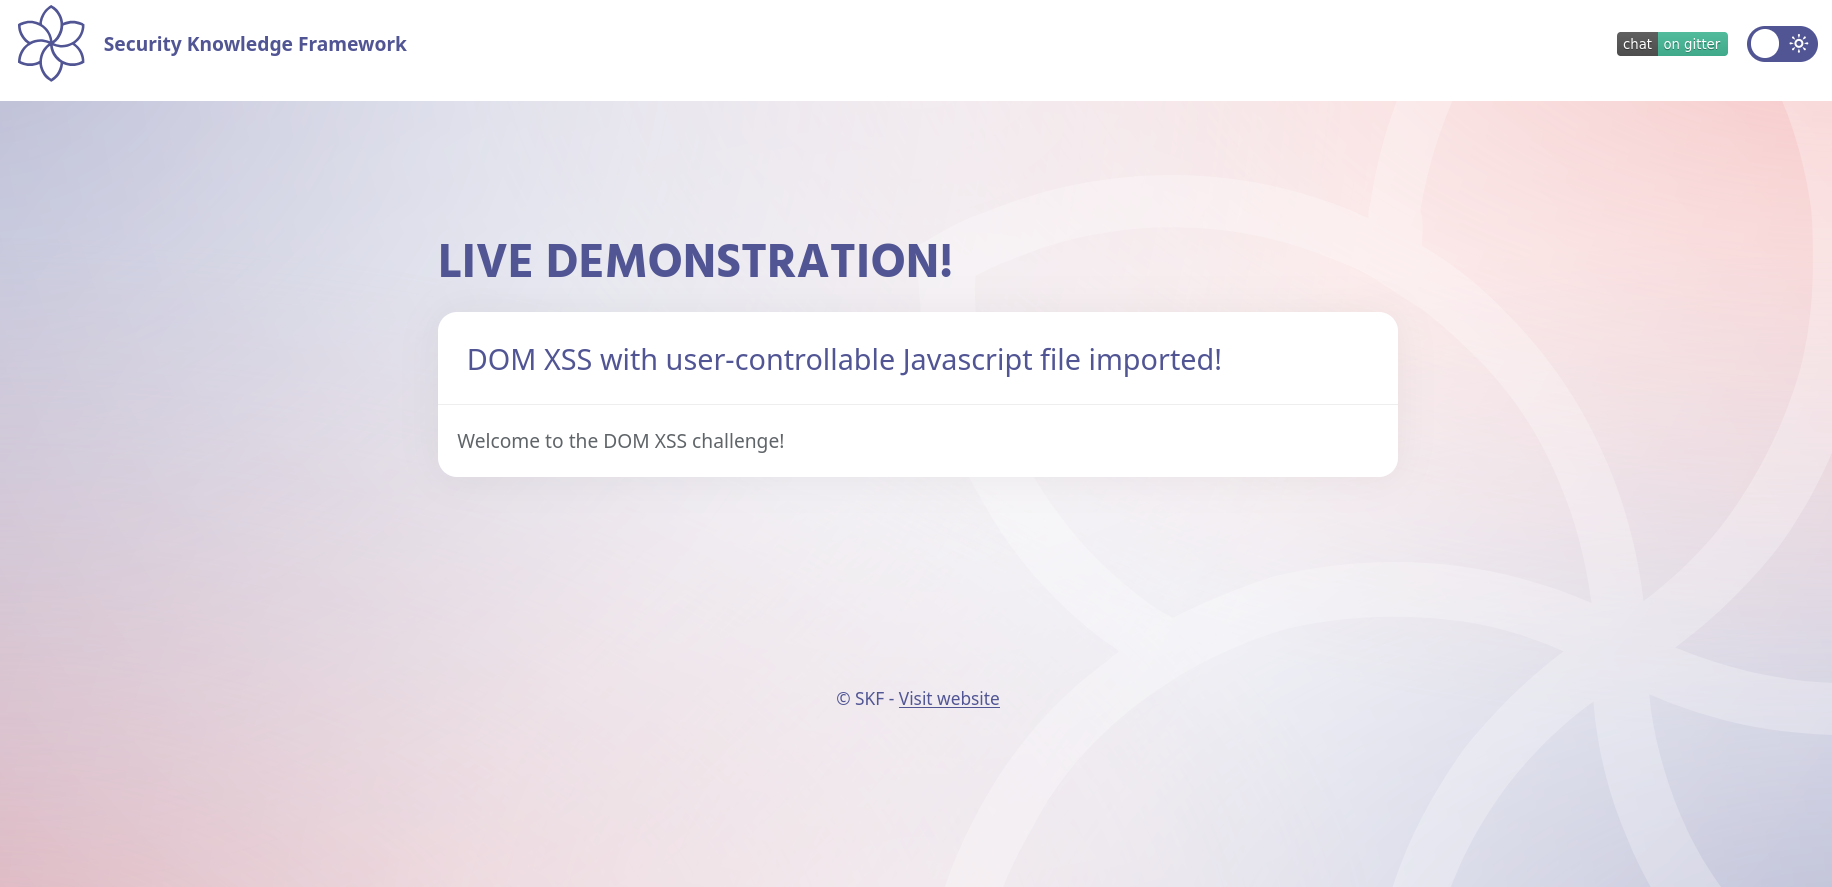 Security Knowledge Framework
chat on gitter
LIVE DEMONSTRATION!
DOM XSS with user-controllable Javascript file imported!
Welcome to the DOM XSS challenge!
© SKF - Visit website